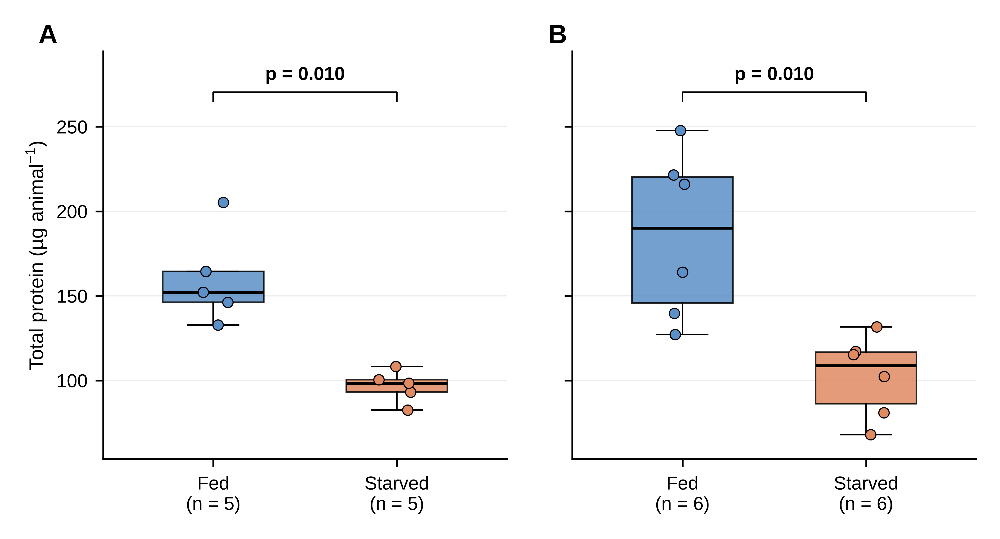 A
p = 0.010
250
200
150
100
Total protein (µg animal⁻¹)
Fed
(n = 5)
Starved
(n = 5)
B
p = 0.010
Fed
(n = 6)
Starved
(n = 6)